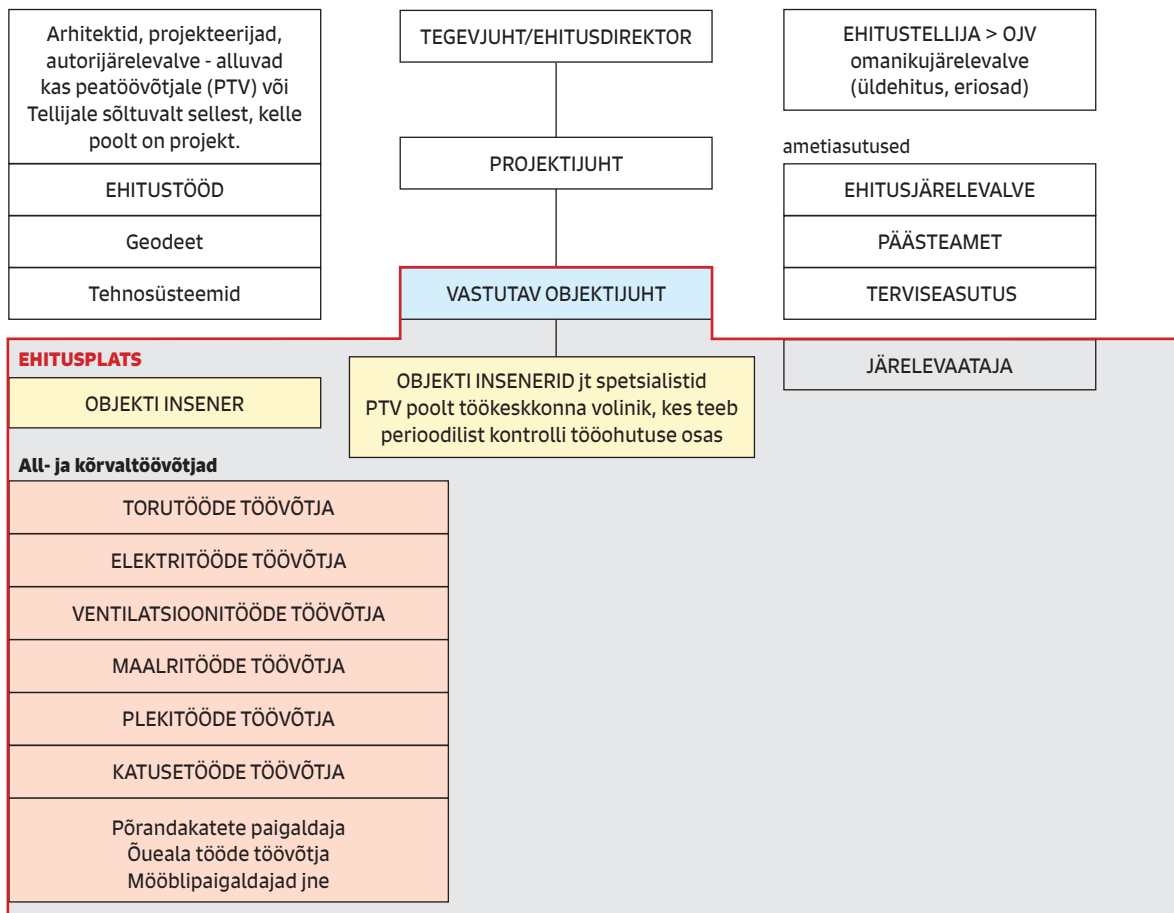 Arhitektid, projekteerijad,
autorijärelevalve - alluvad
kas peatöövõtjale (PTV) või
Tellijale sõltuvalt sellest, kelle
poolt on projekt.
EHITUSTÖÖD
Geodeet
Tehnosüsteemid
TEGEVJUHT/EHITUSDIREKTOR
PROJEKTIJUHT
VASTUTAV OBJEKTIJUHT
EHITUSTELLIJA > OJV
omanikujärelevalve
(üldehitus, eriosad)
ametiasutused
EHITUSJÄRELEVALVE
PÄÄSTEAMET
TERVISEASUTUS
JÄRELEVAATAJA
EHITUSPLATS
OBJEKTI INSENER
OBJEKTI INSENERID jt spetsialistid
PTV poolt töökeskkonna volinik, kes teeb
perioodilist kontrolli tööohutuse osas
All- ja kõrvaltöövõtjad
TORUTÖÖDE TÖÖVÕTJA
ELEKTRITÖÖDE TÖÖVÕTJA
VENTILATSIOONITÖÖDE TÖÖVÕTJA
MAALRITÖÖDE TÖÖVÕTJA
PLEKITÖÖDE TÖÖVÕTJA
KATUSETÖÖDE TÖÖVÕTJA
Põrandakatete paigaldaja
Õueala tööde töövõtja
Mööblipaigaldajad jne